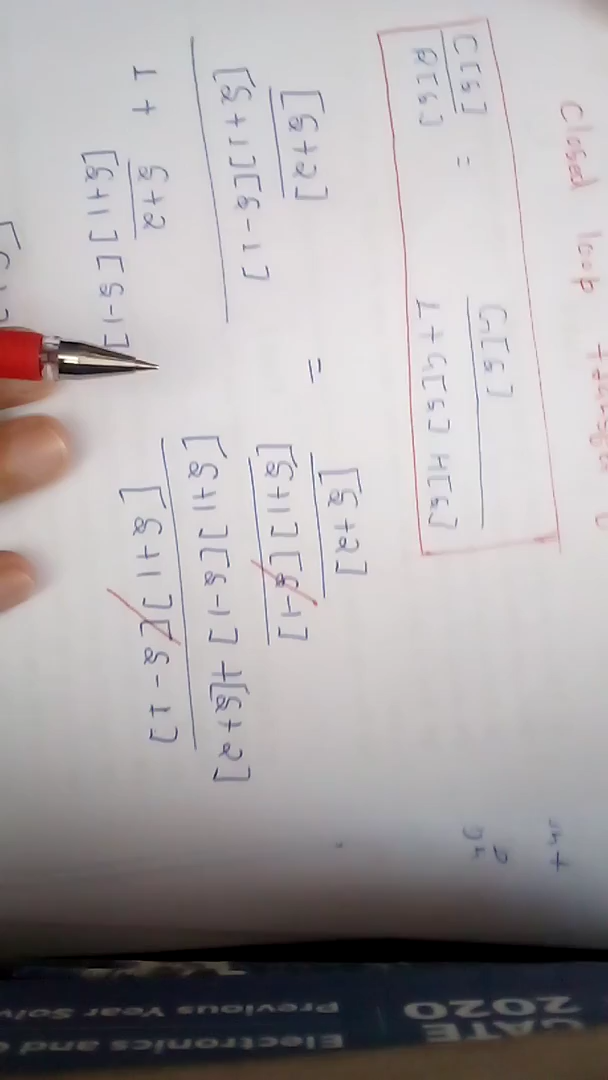 closed loop
C[s] / R[s] = G[s] / 1+G[s]H[s]
[s+2] / [s+1][s-1] = [s+2] / [s+1][s-1]
1 + s+2 / [s+1][s-1]
[s+1][s-1]+[s+2] / [s+1][s-1]
GATE
2020
Previous Year Solv
Electronics and